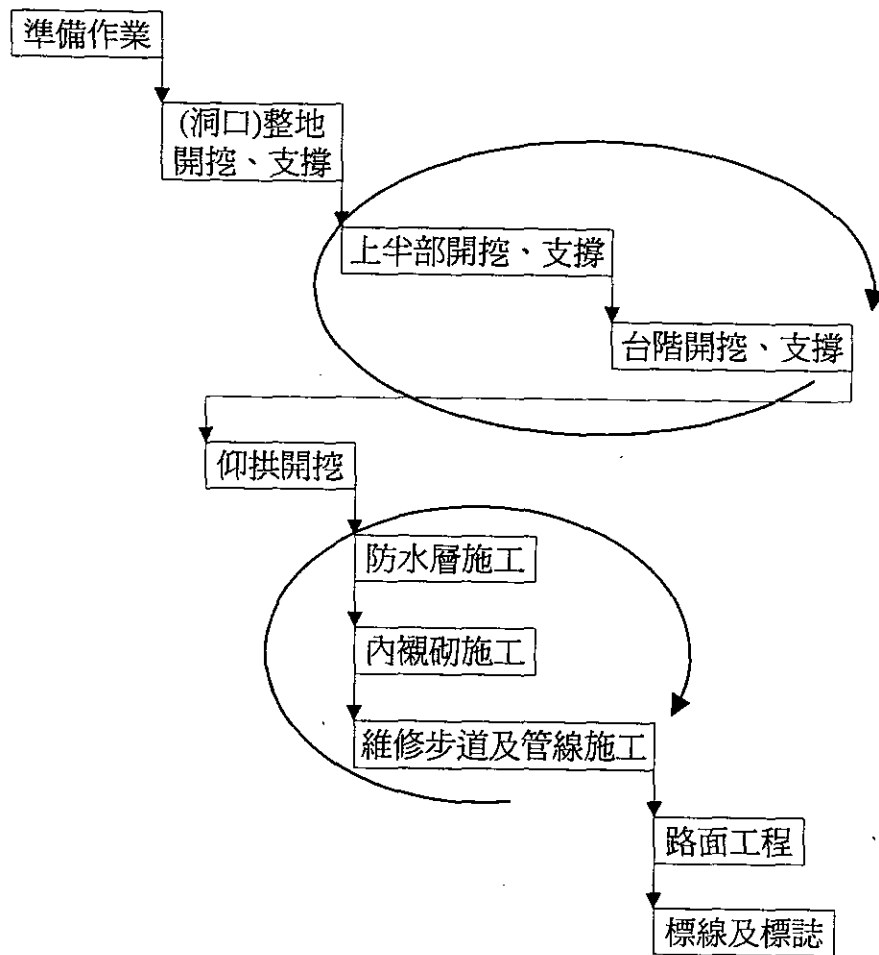 準備作業
(洞口)整地
開挖、支撐
上半部開挖、支撐
台階開挖、支撐
仰拱開挖
防水層施工
內襯砌施工
維修步道及管線施工
路面工程
標線及標誌